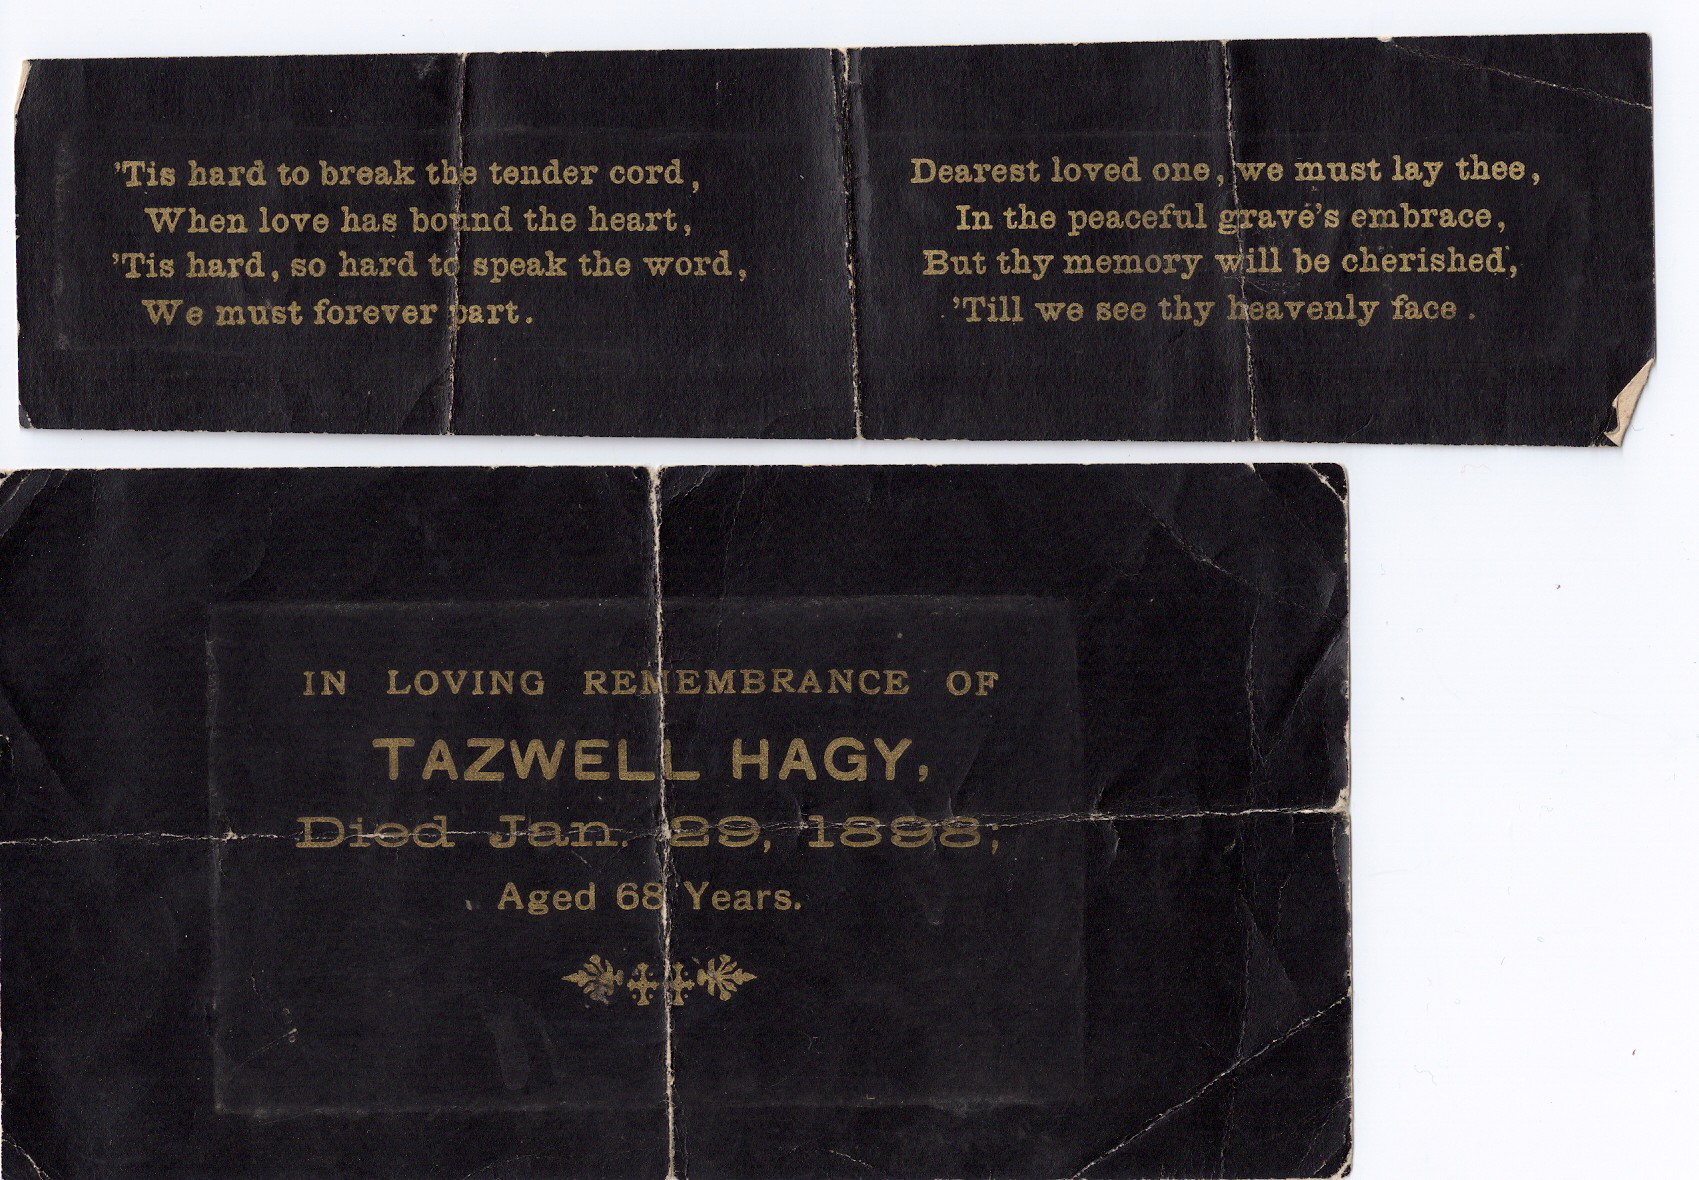 'Tis hard to break the tender cord,
When love has bound the heart,
'Tis hard, so hard to speak the word,
We must forever part.
Dearest loved one, we must lay thee,
In the peaceful grave's embrace,
But thy memory will be cherished,
'Till we see thy heavenly face.
IN LOVING REMEMBRANCE OF
TAZWELL HAGY,
Died Jan. 29, 1898;
Aged 68 Years.